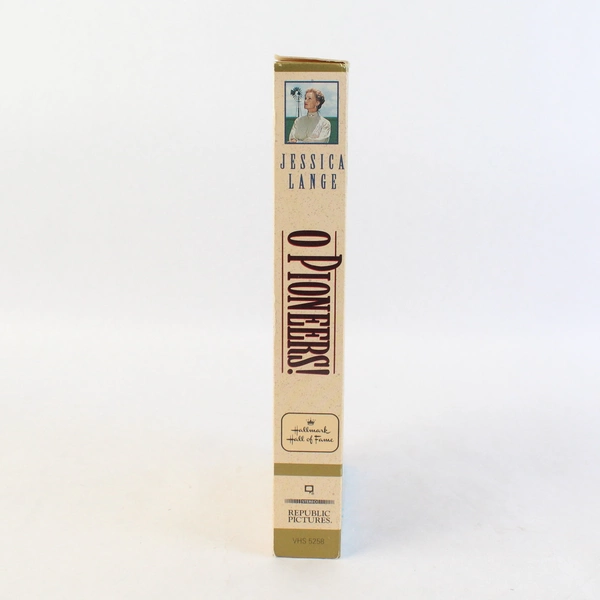 JESSICA
LANGE
O PIONEERS!
Hallmark
Hall of Fame
REPUBLIC
PICTURES.
VHS 5256